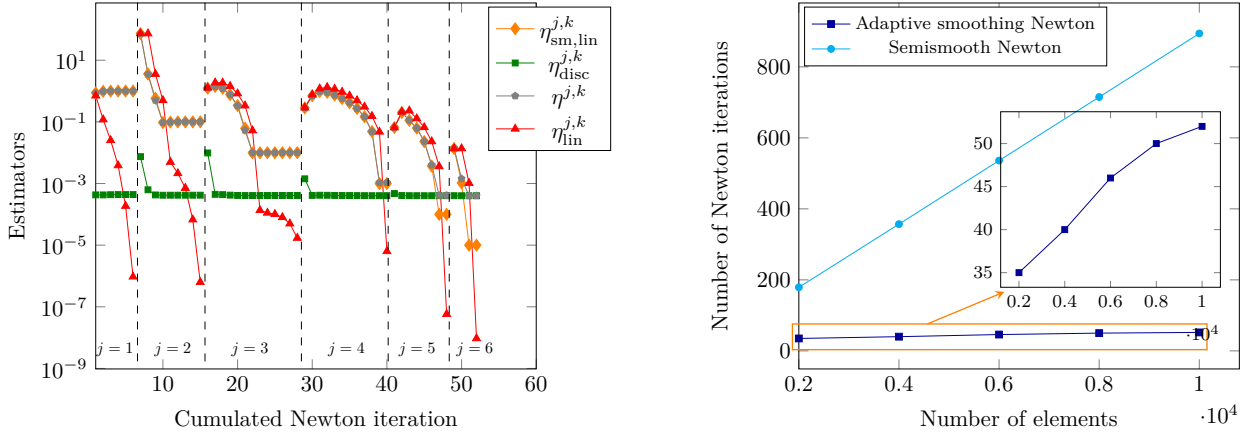 10^1
10^{-1}
10^{-3}
10^{-5}
10^{-7}
10^{-9}
Estimators
10 20 30 40 50 60
Cumulated Newton iteration
j = 1 j = 2 j = 3 j = 4 j = 5 j = 6
η^{j,k}_{sm,lin}
η^{j,k}_{disc}
η^{j,k}
η^{j,k}_{lin}
Adaptive smoothing Newton
Semismooth Newton
800
600
400
200
0
Number of Newton iterations
50
45
40
35
0.2 0.4 0.6 0.8 1
·10^4
0.2 0.4 0.6 0.8 1
Number of elements
·10^4